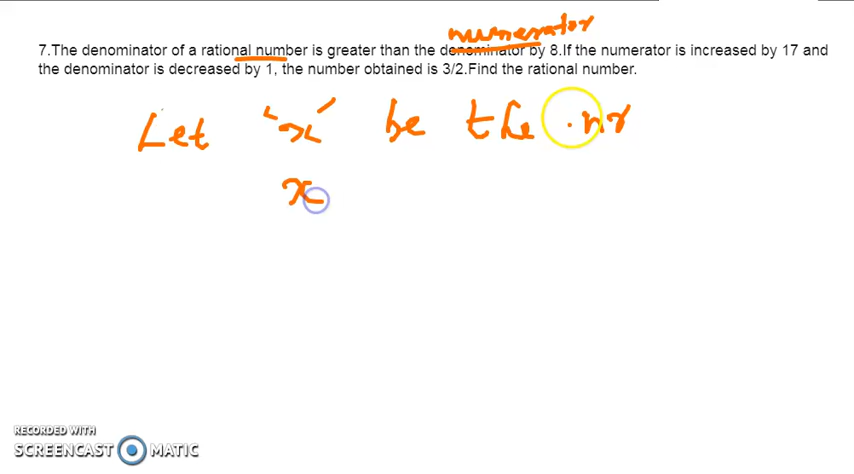 numerator
7.The denominator of a rational number is greater than the denominator by 8.If the numerator is increased by 17 and
the denominator is decreased by 1, the number obtained is 3/2.Find the rational number.
Let 'x' be the nr
x
RECORDED WITH
SCREENCAST MATIC